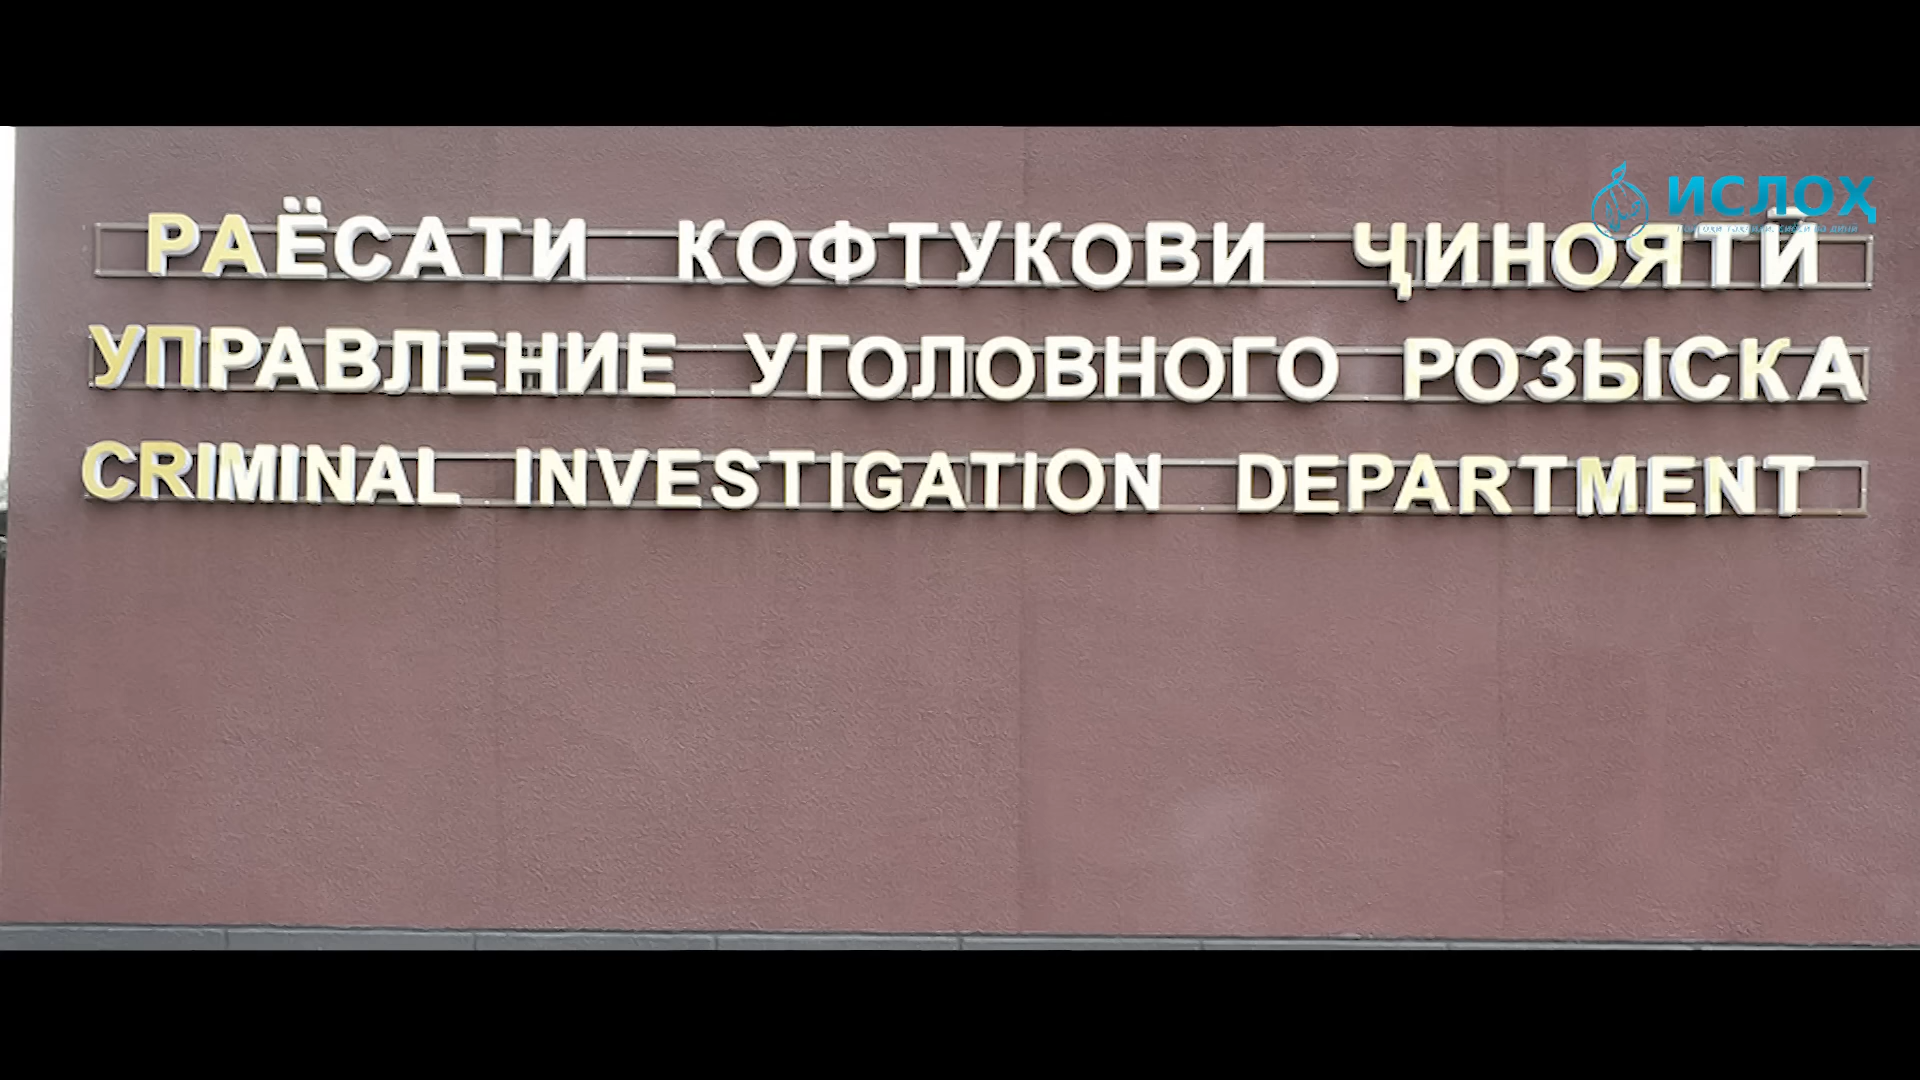 ИСЛОҲ
РАЁСАТИ КОФТУКОВИ ҶИНОЯТӢ
УПРАВЛЕНИЕ УГОЛОВНОГО РОЗЫСКА
CRIMINAL INVESTIGATION DEPARTMENT